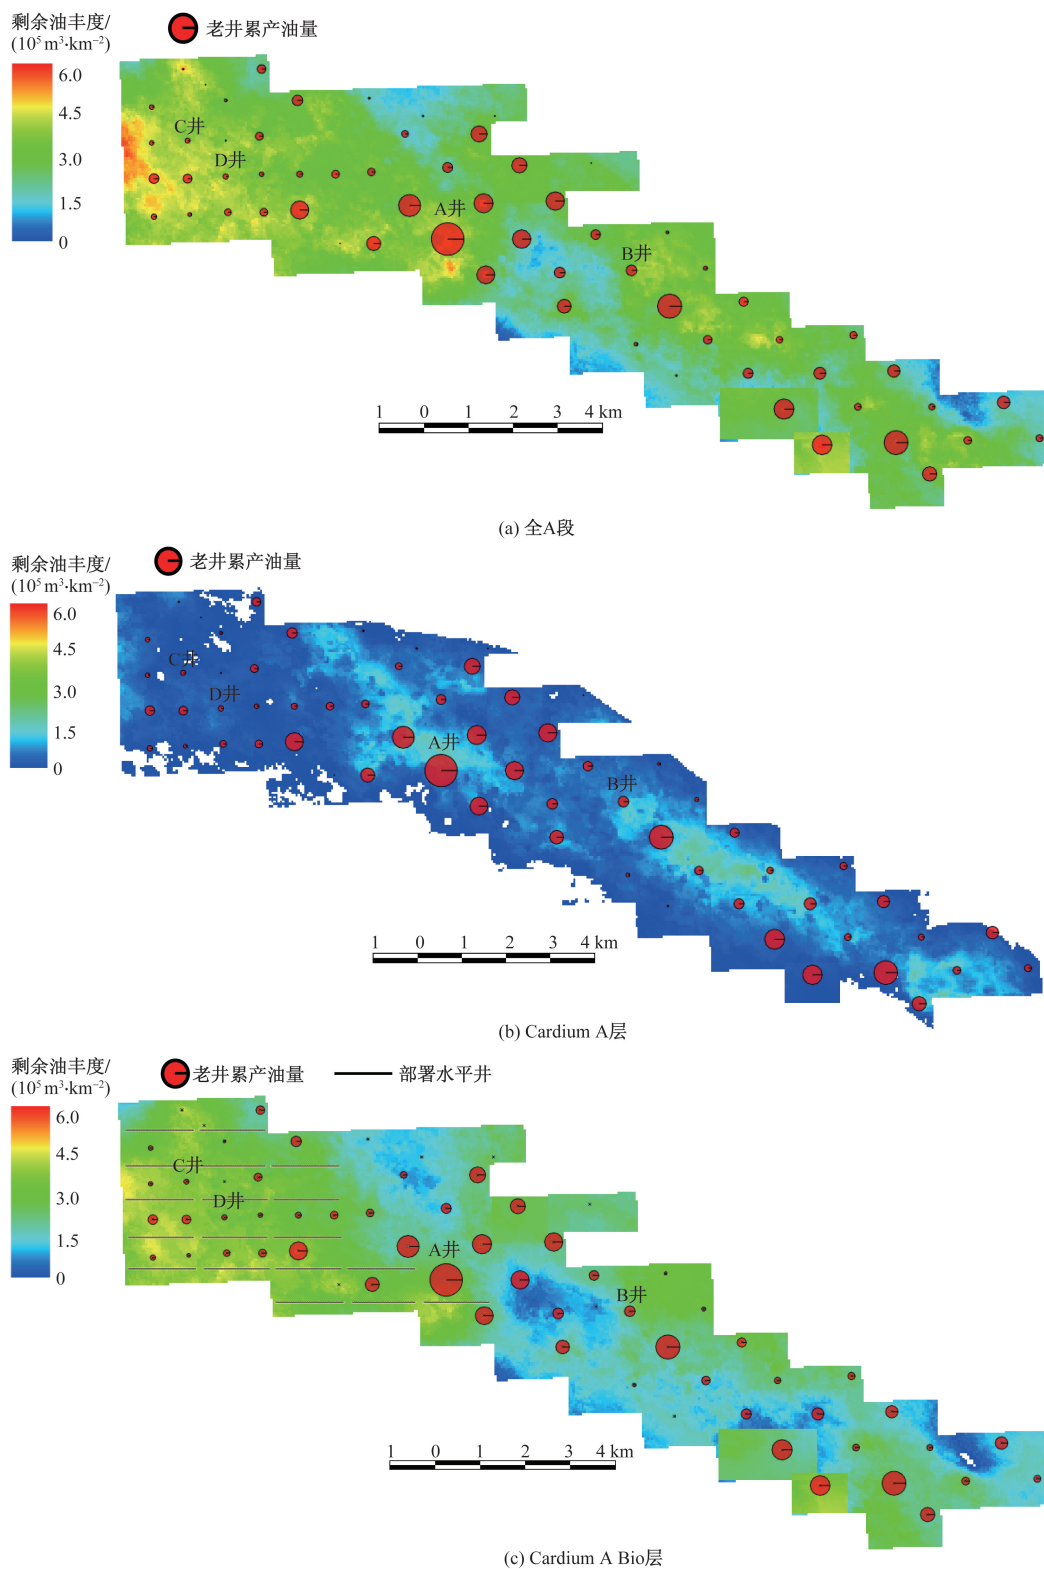 剩余油丰度/
(10⁵ m³·km⁻²)
老井累产油量
6.0
4.5
3.0
1.5
0
C井
D井
A井
B井
1 0 1 2 3 4 km
(a) 全A段
剩余油丰度/
(10⁵ m³·km⁻²)
老井累产油量
6.0
4.5
3.0
1.5
0
C井
D井
A井
B井
1 0 1 2 3 4 km
(b) Cardium A层
剩余油丰度/
(10⁵ m³·km⁻²)
老井累产油量 部署水平井
6.0
4.5
3.0
1.5
0
C井
D井
A井
B井
1 0 1 2 3 4 km
(c) Cardium A Bio层